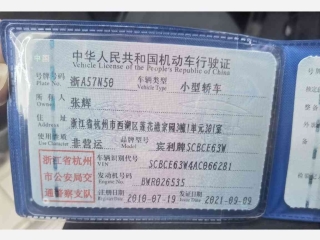 中华人民共和国机动车行驶证
Vehicle License of the People's Republic of China
号牌号码 浙A57N50 车辆类型 小型轿车
Plate No. Vehicle Type
所有人 张辉
Owner
住址 浙江省杭州市西湖区莲花港家园3幢1单元301室
Address
使用性质 非营运 品牌型号 宾利牌SCBCE63W
Use Character Model
浙江省杭州 车辆识别代号 SCBCE63W4AC066281
VIN
市公安局交 发动机号码 BWR026535
Engine No.
通警察支队 注册日期 2010-07-19 发证日期 2021-09-09
Register Date Issue Date